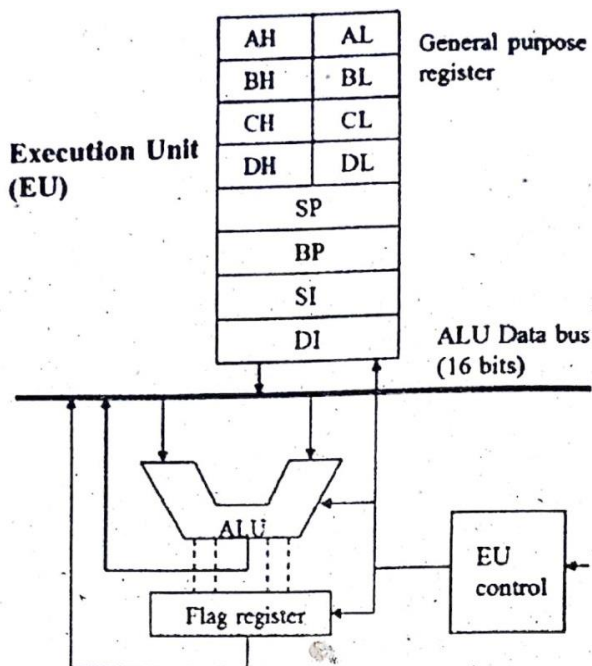 AH AL
General purpose
register
BH BL
CH CL
Execution Unit
(EU)
DH DL
SP
BP
SI
DI
ALU Data bus
(16 bits)
ALU
EU
control
Flag register